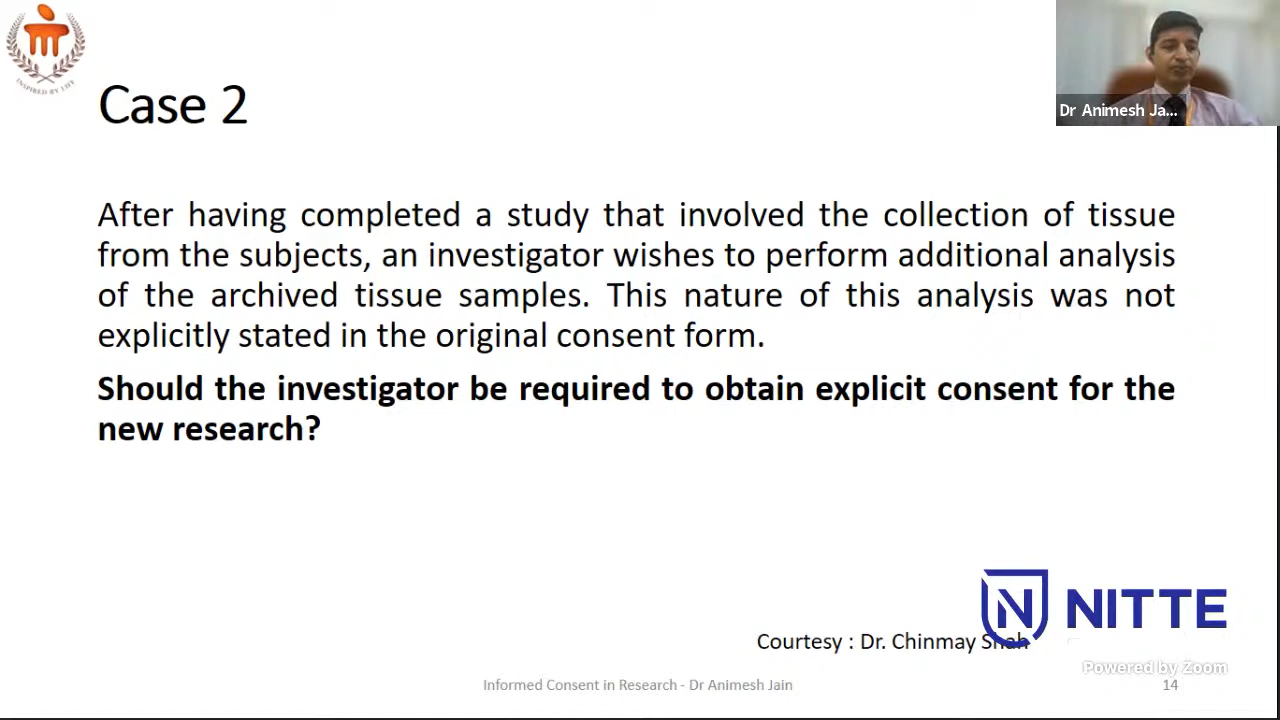 INSPIRED BY LIFE
Dr Animesh Ja...
Case 2
After having completed a study that involved the collection of tissue
from the subjects, an investigator wishes to perform additional analysis
of the archived tissue samples. This nature of this analysis was not
explicitly stated in the original consent form.
Should the investigator be required to obtain explicit consent for the
new research?
N NITTE
Courtesy : Dr. Chinmay Shah
Powered by Zoom
Informed Consent in Research - Dr Animesh Jain
14